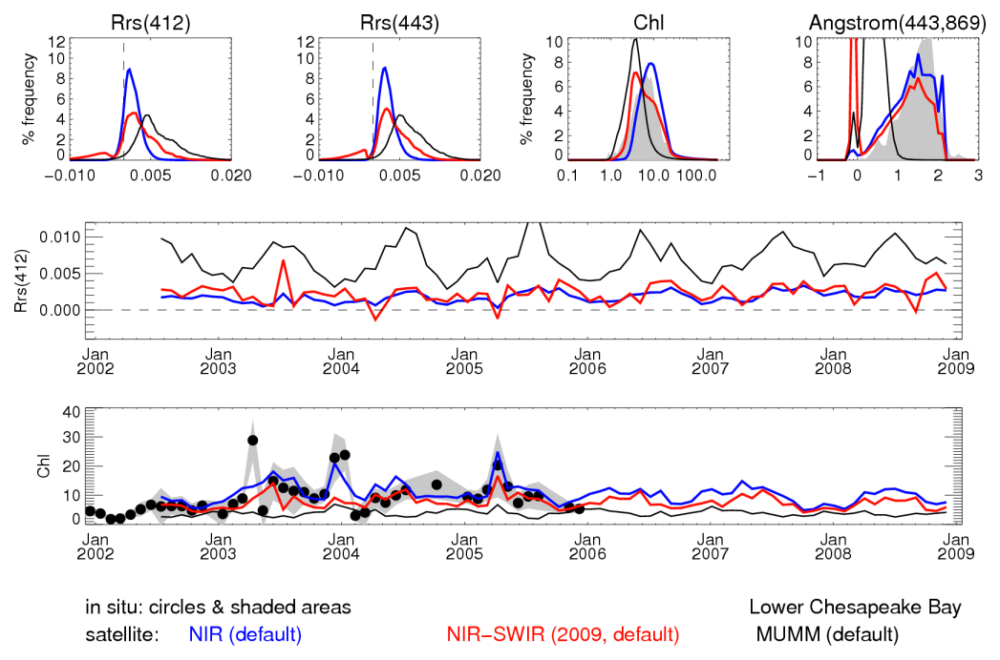 Rrs(412) Rrs(443) Chl Angstrom(443,869)
12 12 10 10
10 10 8 8
8 8 6 6
6 6 4 4
4 4 2 2
2 2 0 0
0 0
% frequency % frequency % frequency
-0.010 0.005 0.020 -0.010 0.005 0.020 0.1 1.0 10.0 100.0 -1 0 1 2 3
0.010
0.005
0.000
Rrs(412)
Jan Jan Jan Jan Jan Jan Jan Jan
2002 2003 2004 2005 2006 2007 2008 2009
40
30
20
10
0
Chl
Jan Jan Jan Jan Jan Jan Jan Jan
2002 2003 2004 2005 2006 2007 2008 2009
in situ: circles & shaded areas Lower Chesapeake Bay
satellite: NIR (default) NIR-SWIR (2009, default) MUMM (default)